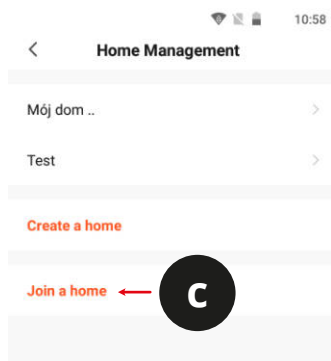 10:58
Home Management
Mój dom ..
Test
Create a home
Join a home
C